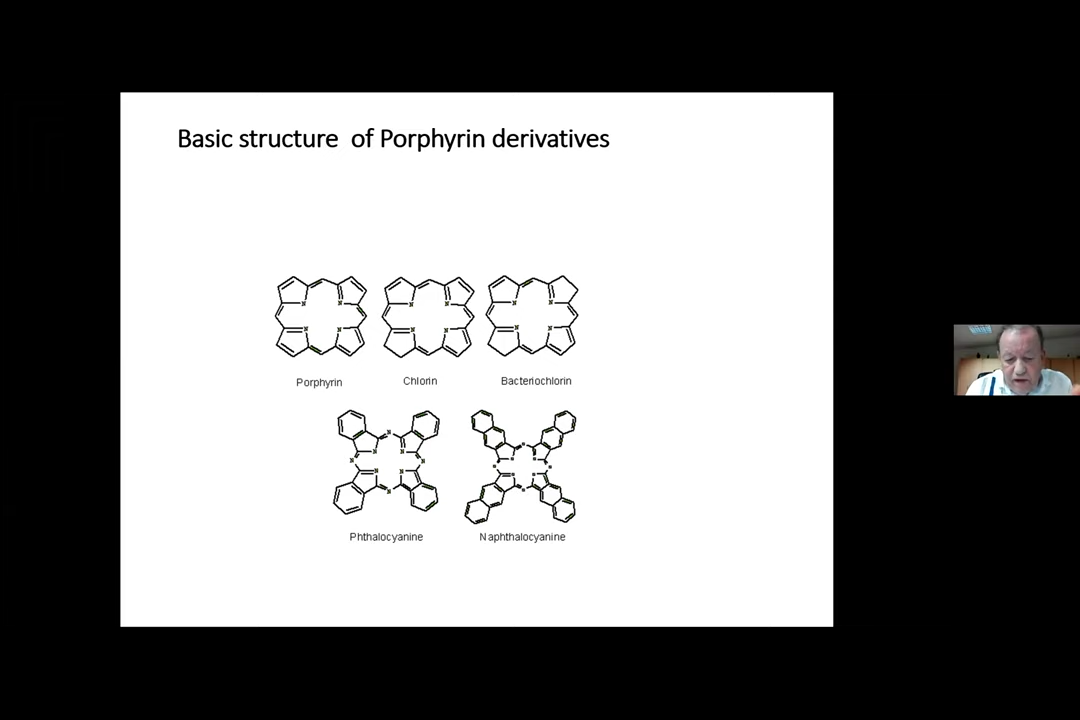 Basic structure of Porphyrin derivatives
Porphyrin
Chlorin
Bacteriochlorin
Phthalocyanine
Naphthalocyanine